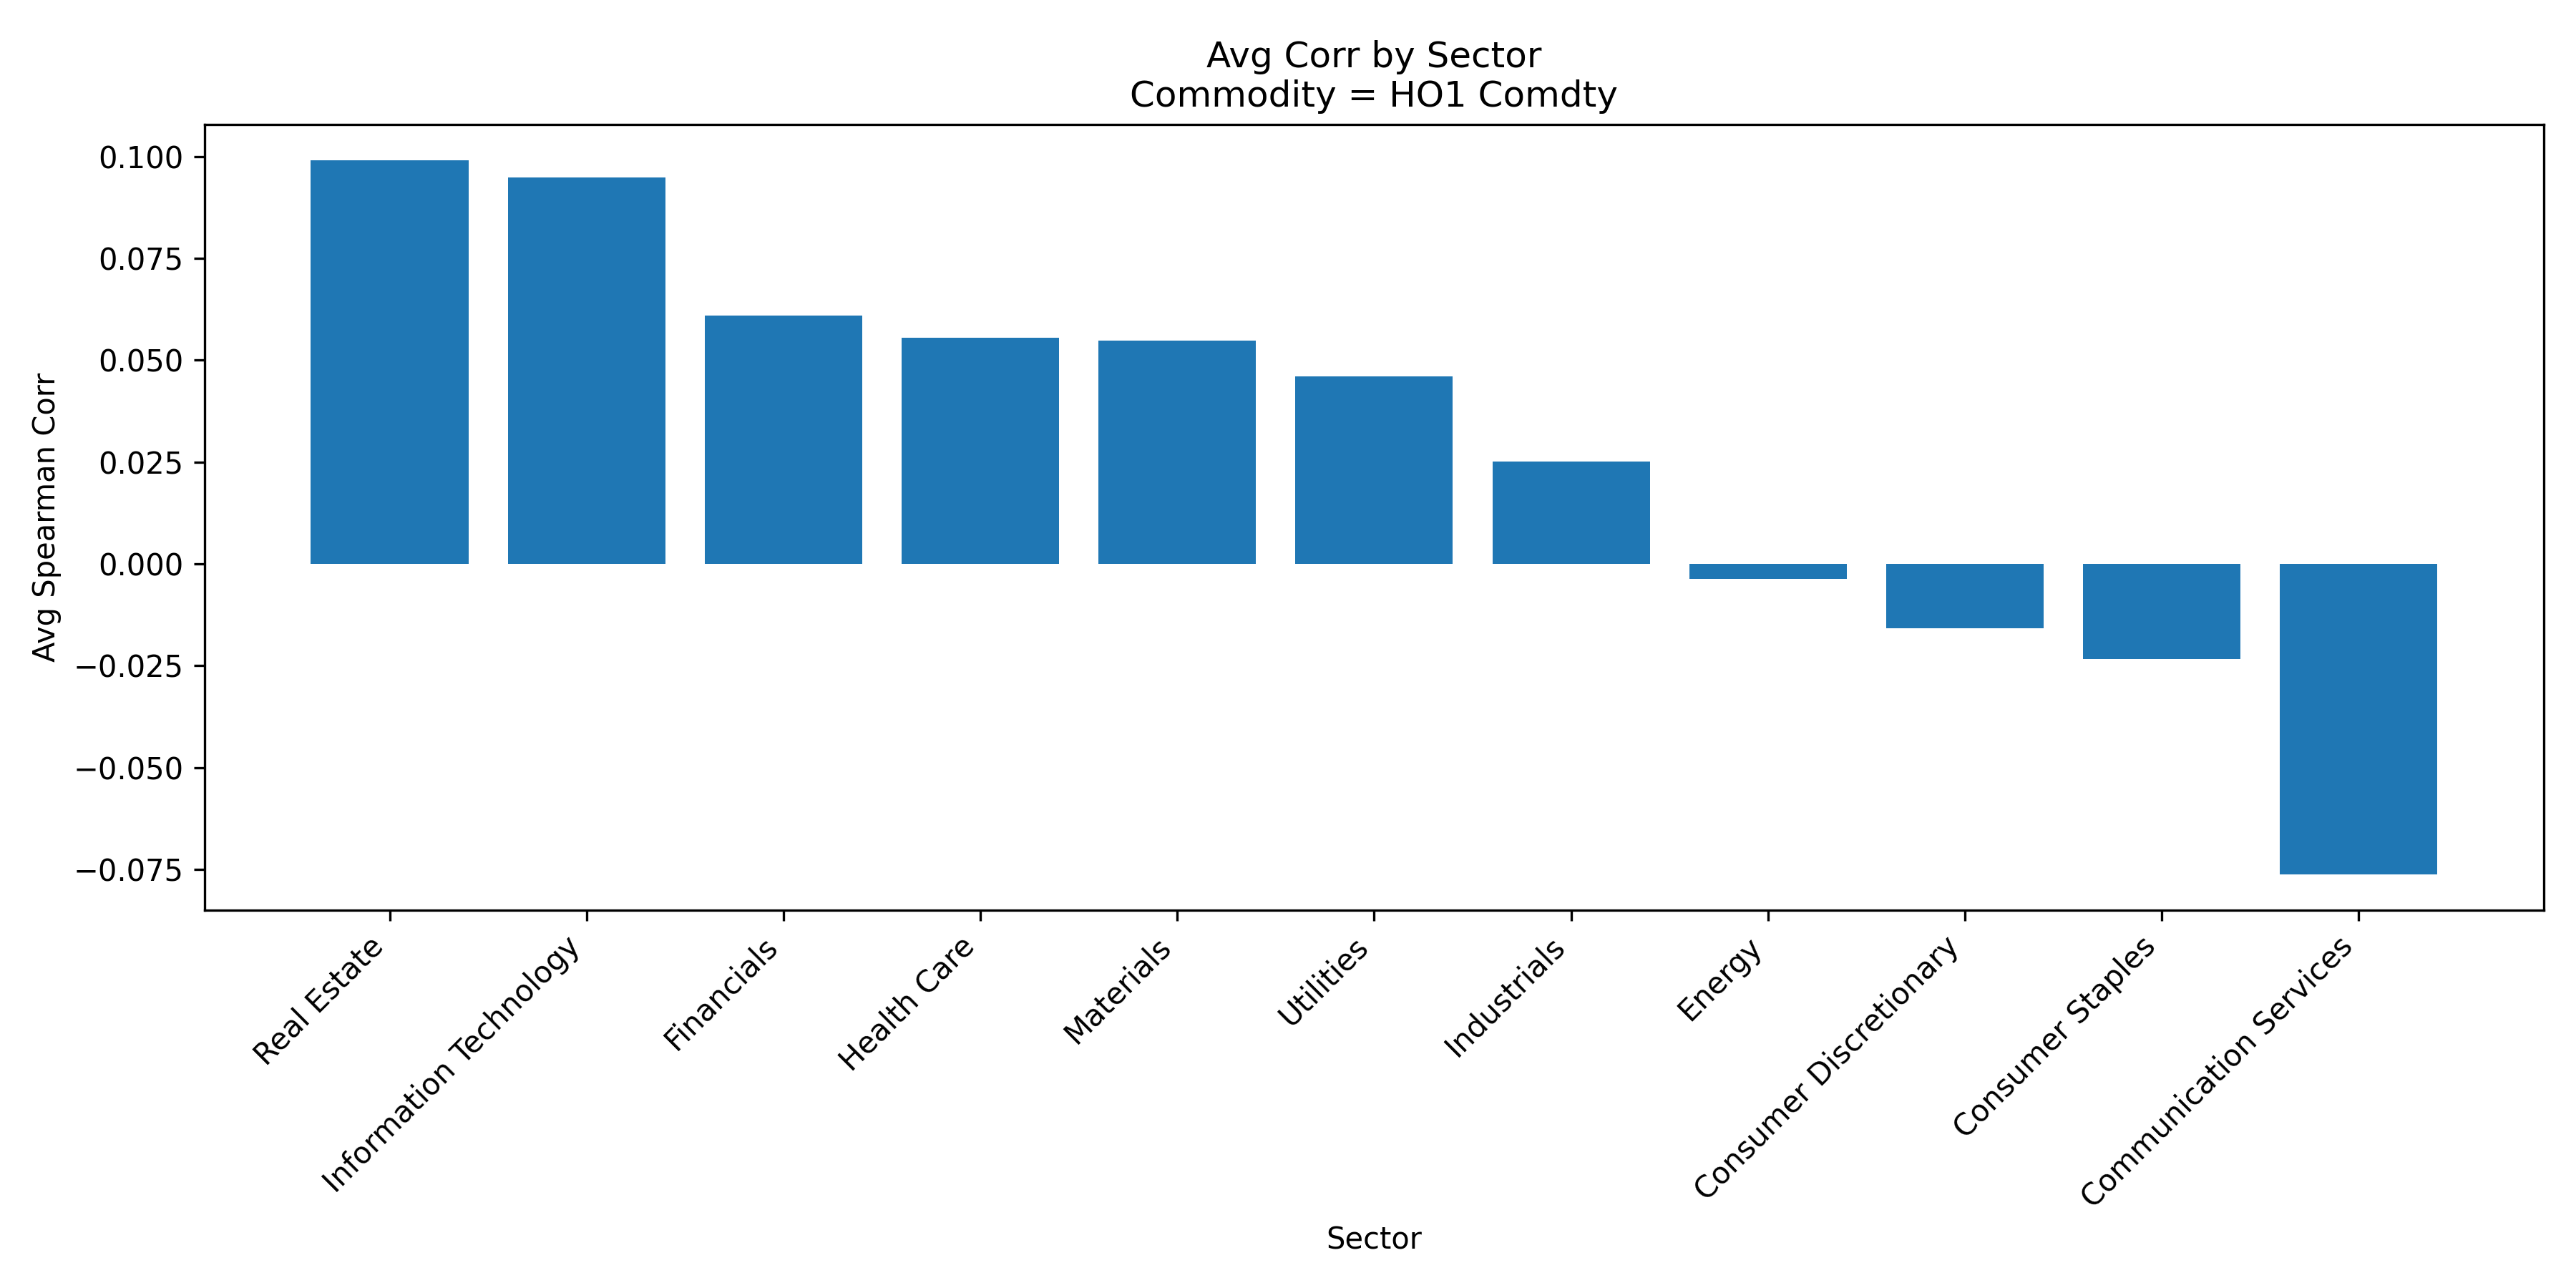 Avg Corr by Sector
Commodity = HO1 Comdty
Avg Spearman Corr
0.100
0.075
0.050
0.025
0.000
−0.025
−0.050
−0.075
Real Estate
Information Technology
Financials
Health Care
Materials
Utilities
Industrials
Energy
Consumer Discretionary
Consumer Staples
Communication Services
Sector